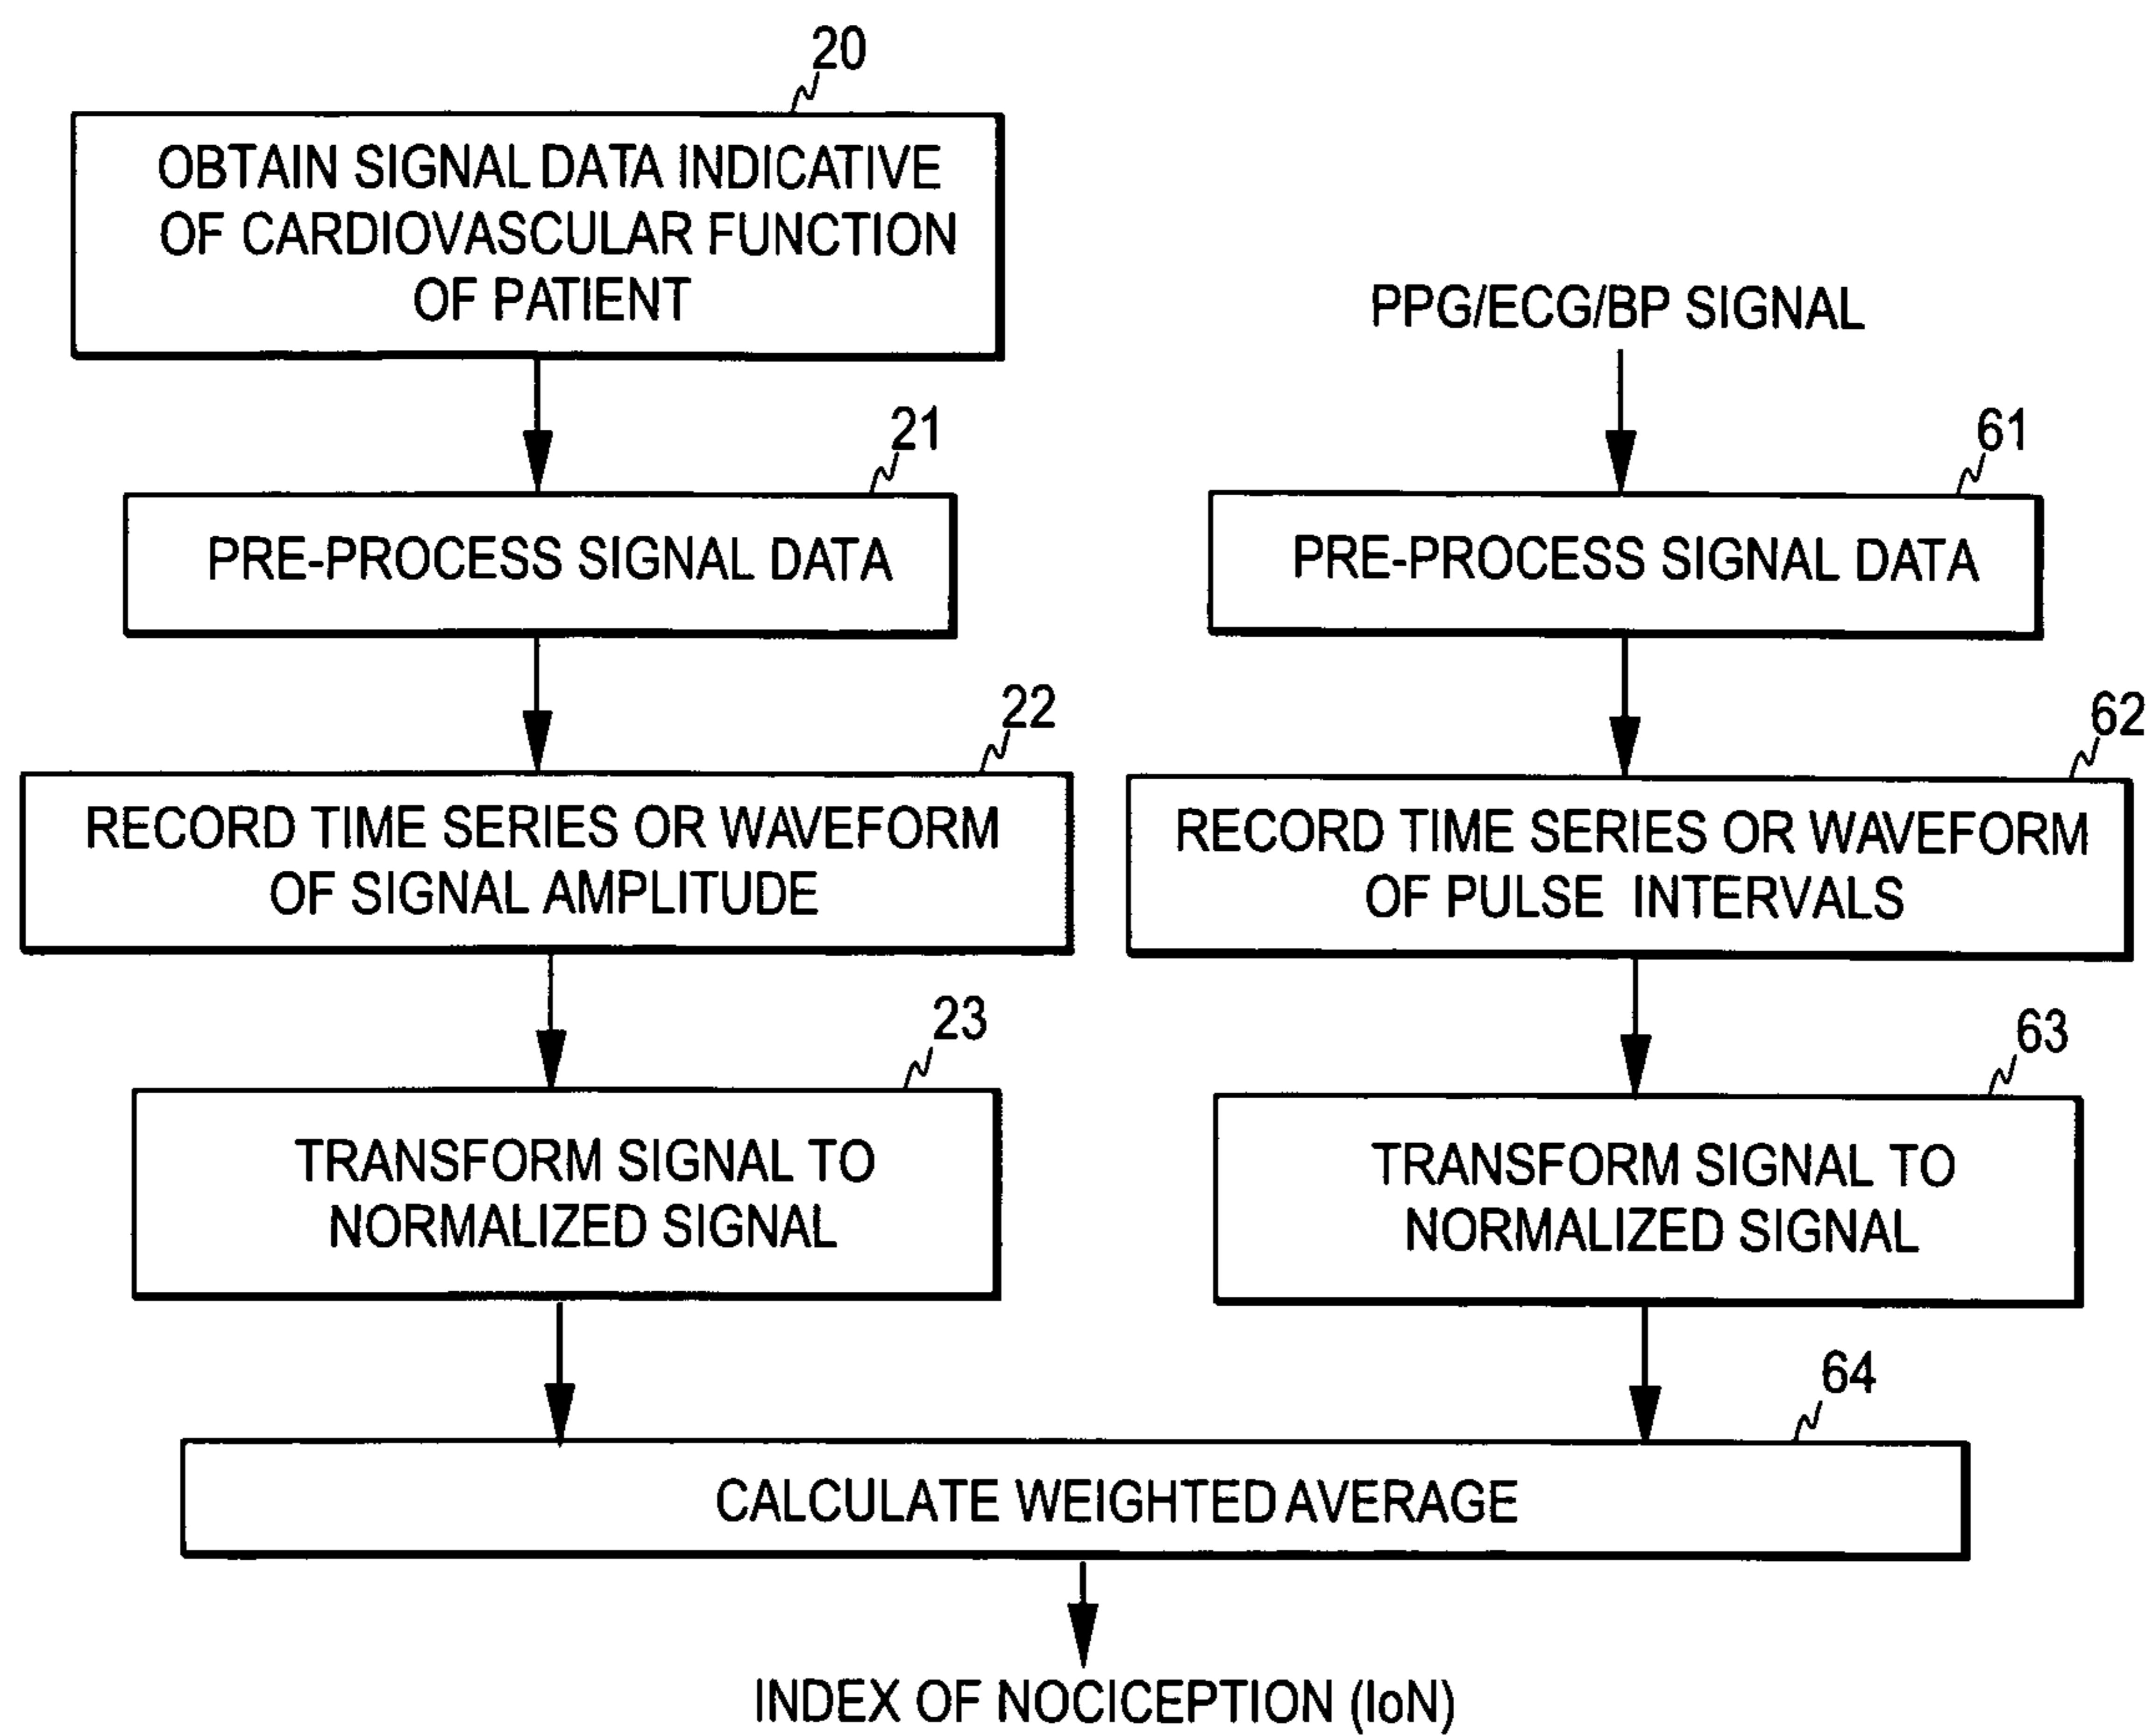 20
OBTAIN SIGNAL DATA INDICATIVE
OF CARDIOVASCULAR FUNCTION
OF PATIENT
21
PRE-PROCESS SIGNAL DATA
22
RECORD TIME SERIES OR WAVEFORM
OF SIGNAL AMPLITUDE
23
TRANSFORM SIGNAL TO
NORMALIZED SIGNAL
PPG/ECG/BP SIGNAL
61
PRE-PROCESS SIGNAL DATA
62
RECORD TIME SERIES OR WAVEFORM
OF PULSE INTERVALS
63
TRANSFORM SIGNAL TO
NORMALIZED SIGNAL
64
CALCULATE WEIGHTED AVERAGE
INDEX OF NOCICEPTION (IoN)